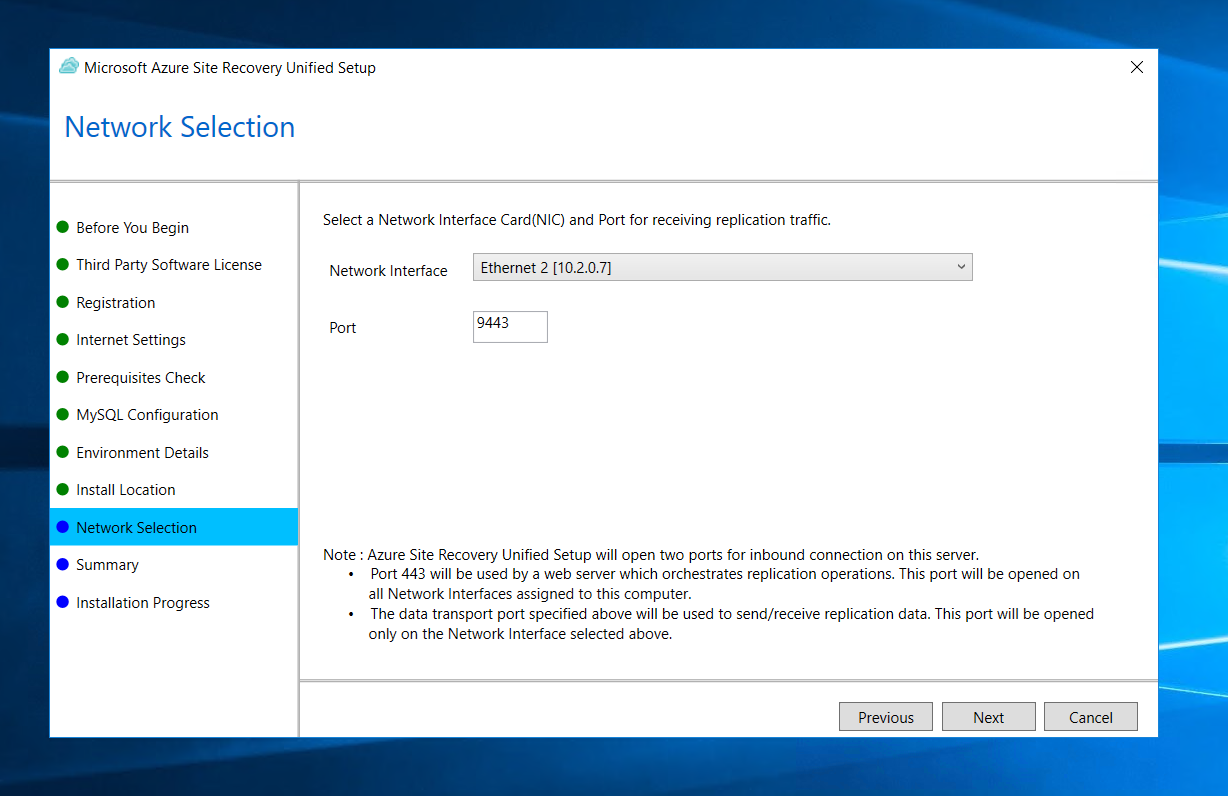 Microsoft Azure Site Recovery Unified Setup
Network Selection
Before You Begin
Third Party Software License
Registration
Internet Settings
Prerequisites Check
MySQL Configuration
Environment Details
Install Location
Network Selection
Summary
Installation Progress
Select a Network Interface Card(NIC) and Port for receiving replication traffic.
Network Interface
Ethernet 2 [10.2.0.7]
Port
9443
Note : Azure Site Recovery Unified Setup will open two ports for inbound connection on this server.
• Port 443 will be used by a web server which orchestrates replication operations. This port will be opened on
all Network Interfaces assigned to this computer.
• The data transport port specified above will be used to send/receive replication data. This port will be opened
only on the Network Interface selected above.
Previous
Next
Cancel